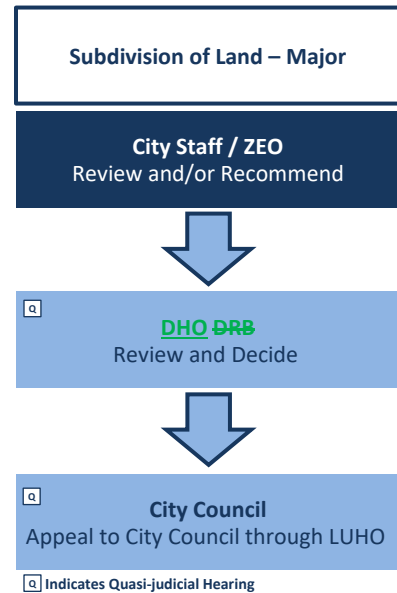 Subdivision of Land – Major
City Staff / ZEO
Review and/or Recommend
Q
DHO DRB
Review and Decide
Q
City Council
Appeal to City Council through LUHO
Q Indicates Quasi-judicial Hearing